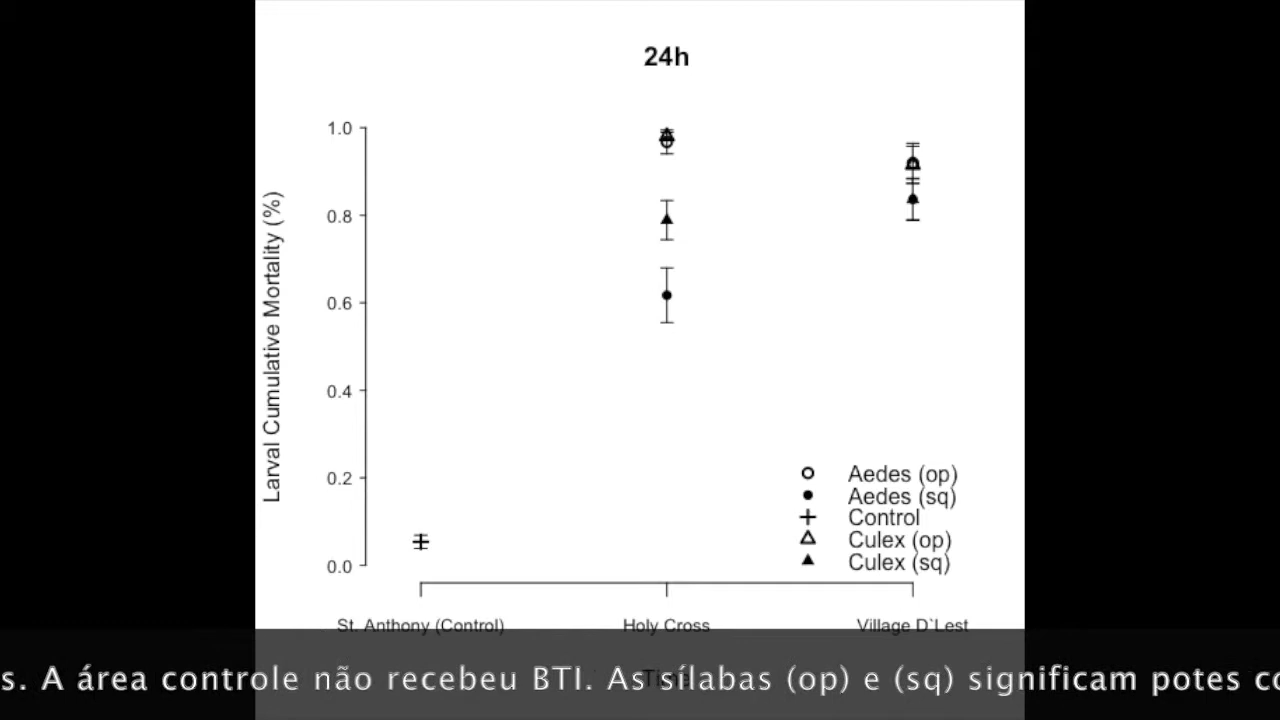 24h
Larval Cumulative Mortality (%)
1.0
0.8
0.6
0.4
0.2
0.0
Aedes (op)
Aedes (sq)
Control
Culex (op)
Culex (sq)
St. Anthony (Control)
Holy Cross
Village D`Lest
s. A área controle não recebeu BTI. As sílabas (op) e (sq) significam potes co